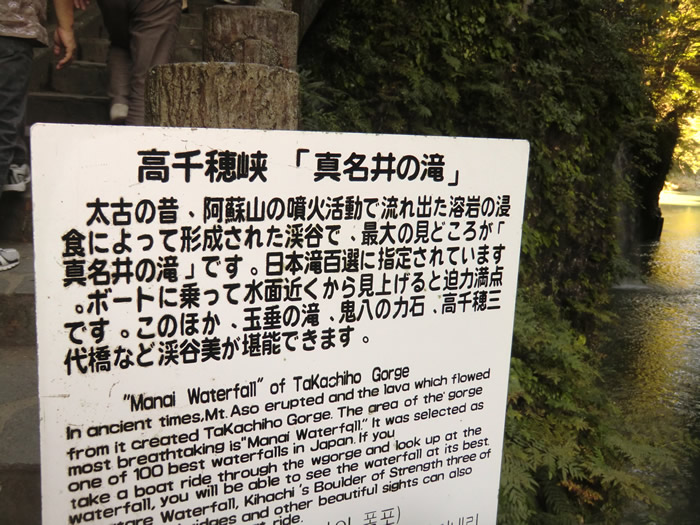 高千穂峡 「真名井の滝」
太古の昔、阿蘇山の噴火活動で流れ出た溶岩の浸
食によって形成された渓谷で、最大の見どころが「
真名井の滝」です。日本滝百選に指定されています
。ボートに乗って水面近くから見上げると迫力満点
です。このほか、玉垂の滝、鬼八の力石、高千穂三
代橋など渓谷美が堪能できます。
"Manai Waterfall" of TaKachiho Gorge
In ancient times,Mt. Aso erupted and the lava which flowed
from it created TaKachiho Gorge. The area of the gorge
most breathtaking is"Manai Waterfall." It was selected as
one of 100 best waterfalls in Japan. If you
take a boat ride through the wgorge and look up at the
waterfall, you will be able to see the waterfall at its best.
Waterfall, Kihachi's Boulder of Strength three of
bridges and other beautiful sights can also
ride.
폭포)